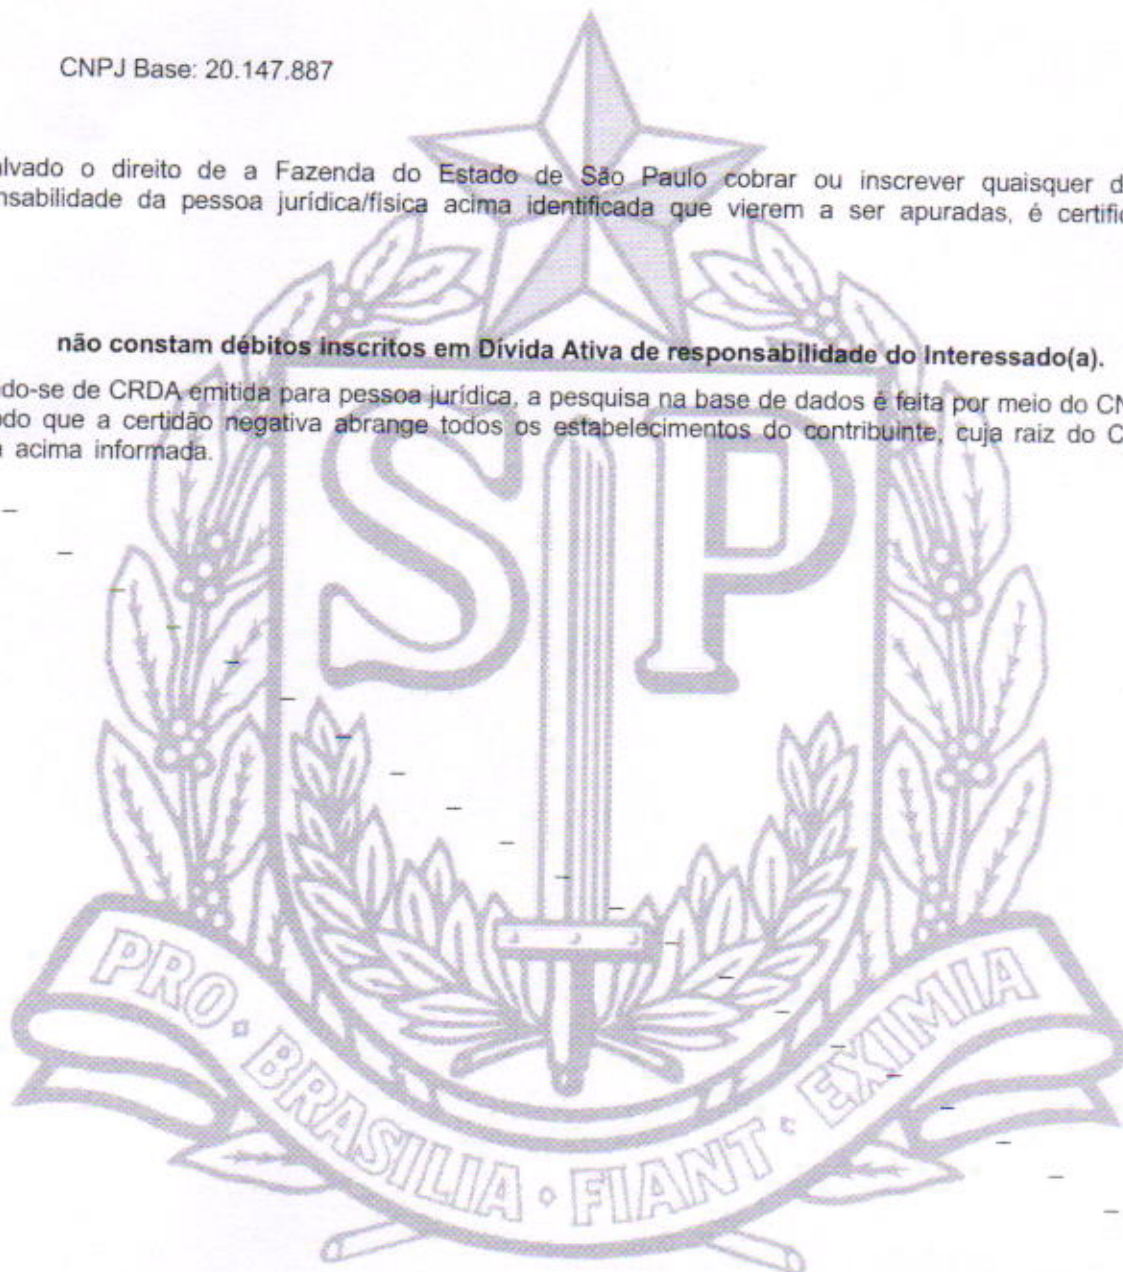 CNPJ Base: 20.147.887
lvado o direito de a Fazenda do Estado de São Paulo cobrar ou inscrever quaisquer d
nsabilidade da pessoa jurídica/física acima identificada que vierem a ser apuradas, é certific
não constam débitos inscritos em Dívida Ativa de responsabilidade do Interessado(a).
do-se de CRDA emitida para pessoa jurídica, a pesquisa na base de dados é feita por meio do CN
do que a certidão negativa abrange todos os estabelecimentos do contribuinte, cuja raiz do C
acima informada.
SP
PRO · BRASILIA · FIANT · EXIMIA